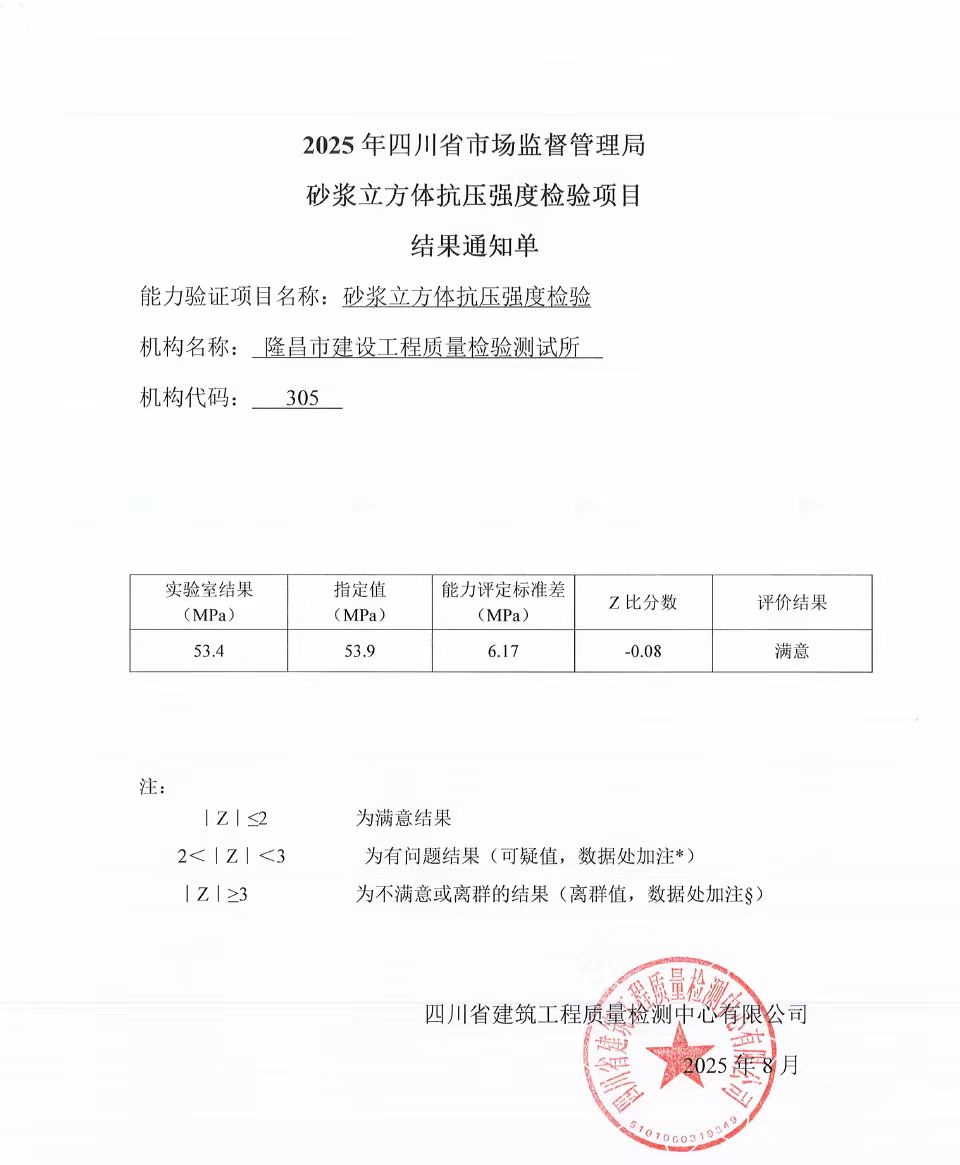 2025 年四川省市场监督管理局
砂浆立方体抗压强度检验项目
结果通知单
能力验证项目名称：砂浆立方体抗压强度检验
机构名称： 隆昌市建设工程质量检验测试所
机构代码： 305
实验室结果（MPa） 指定值（MPa） 能力评定标准差（MPa） Z 比分数 评价结果
53.4 53.9 6.17 -0.08 满意
注：
｜Z｜≤2 为满意结果
2＜｜Z｜＜3 为有问题结果（可疑值，数据处加注*）
｜Z｜≥3 为不满意或离群的结果（离群值，数据处加注§）
四川省建筑工程质量检测中心有限公司
2025 年 8 月
四川省建筑工程质量检测中心有限公司
5101060319349